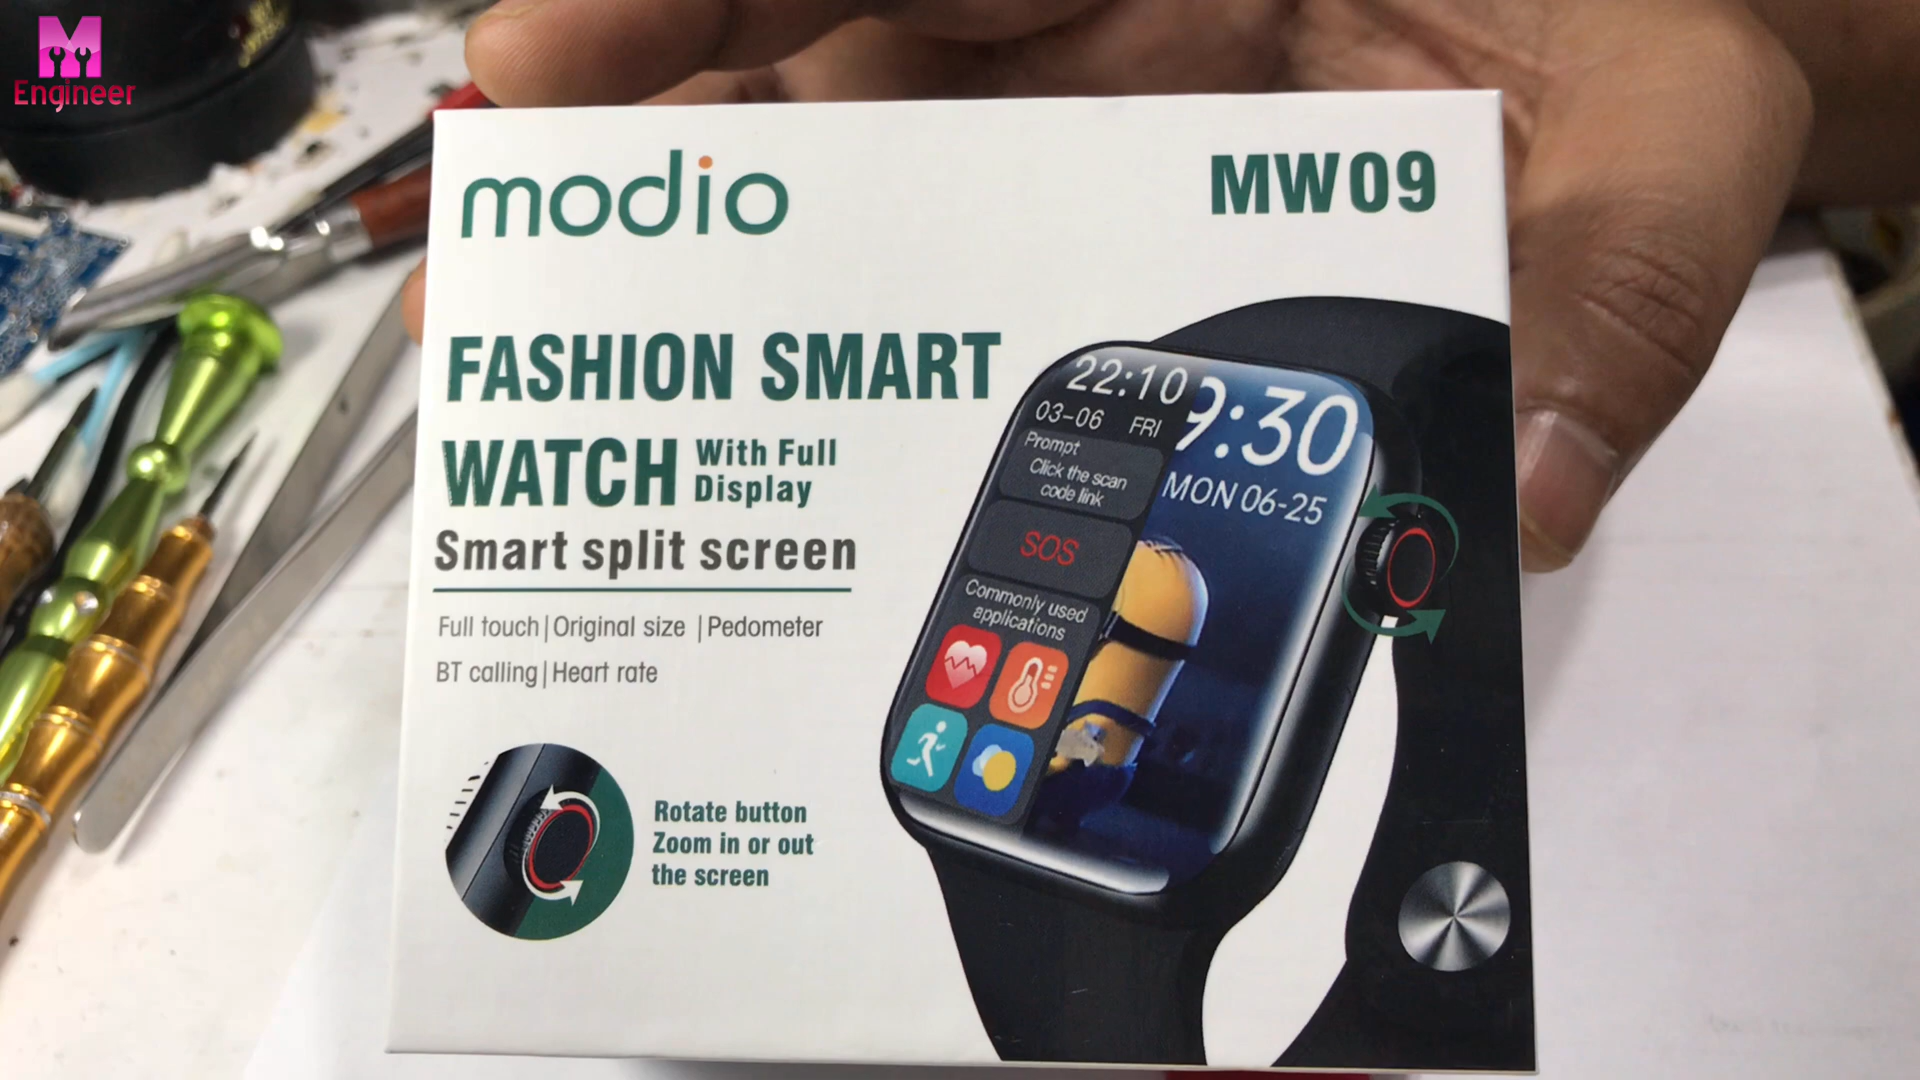 M
Engineer
modio
MW09
FASHION SMART
WATCH With Full
Display
Smart split screen
Full touch|Original size |Pedometer
BT calling|Heart rate
Rotate button
Zoom in or out
the screen
22:10
03-06 FRI
Prompt
Click the scan
code link
SOS
Commonly used
applications
9:30
MON 06-25